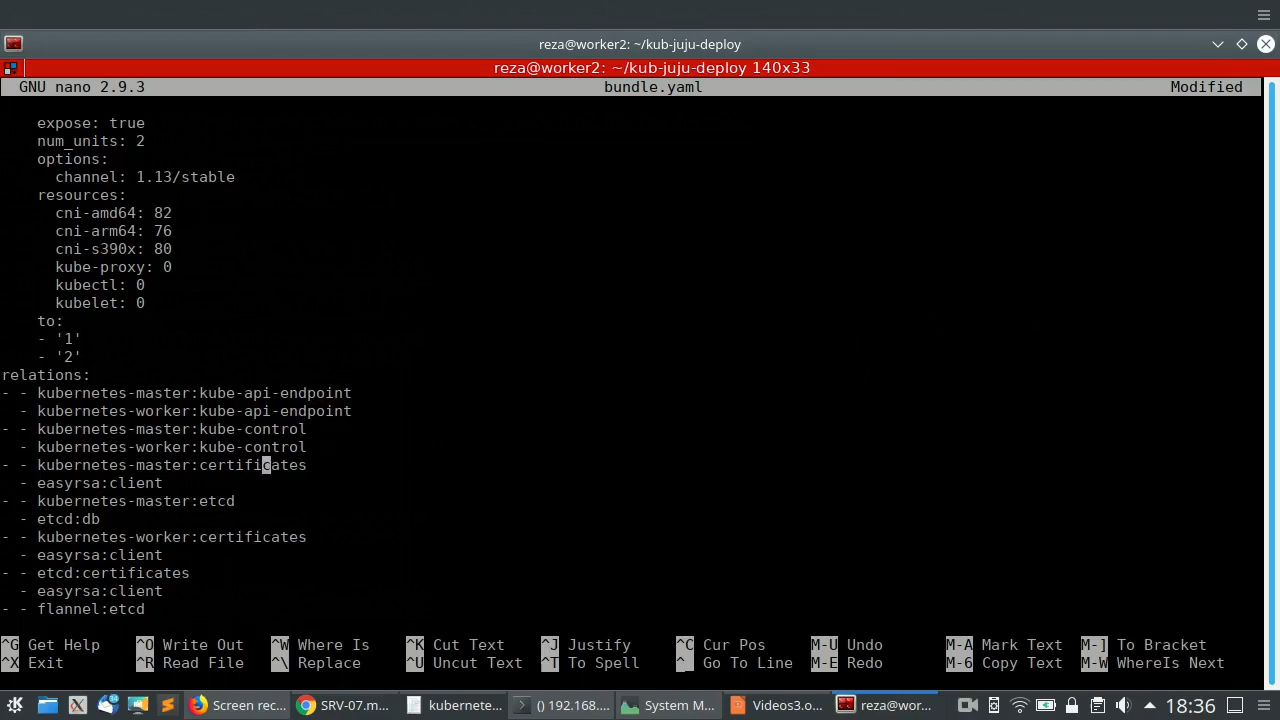 reza@worker2: ~/kub-juju-deploy
reza@worker2: ~/kub-juju-deploy 140x33
GNU nano 2.9.3 bundle.yaml Modified
expose: true
num_units: 2
options:
channel: 1.13/stable
resources:
cni-amd64: 82
cni-arm64: 76
cni-s390x: 80
kube-proxy: 0
kubectl: 0
kubelet: 0
to:
- '1'
- '2'
relations:
- - kubernetes-master:kube-api-endpoint
- kubernetes-worker:kube-api-endpoint
- - kubernetes-master:kube-control
- kubernetes-worker:kube-control
- - kubernetes-master:certificates
- easyrsa:client
- - kubernetes-master:etcd
- etcd:db
- - kubernetes-worker:certificates
- easyrsa:client
- - etcd:certificates
- easyrsa:client
- - flannel:etcd
^G Get Help ^O Write Out ^W Where Is ^K Cut Text ^J Justify ^C Cur Pos M-U Undo M-A Mark Text M-] To Bracket
^X Exit ^R Read File ^\ Replace ^U Uncut Text ^T To Spell ^_ Go To Line M-E Redo M-6 Copy Text M-W WhereIs Next
Screen rec... SRV-07.m... kubernete... () 192.168.... System M... Videos3.o... reza@wor... 18:36